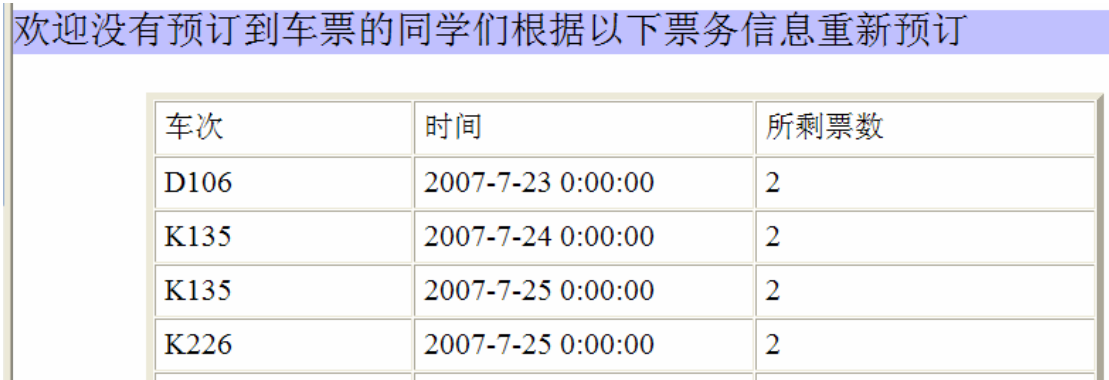 欢迎没有预订到车票的同学们根据以下票务信息重新预订
车次 时间 所剩票数
D106 2007-7-23 0:00:00 2
K135 2007-7-24 0:00:00 2
K135 2007-7-25 0:00:00 2
K226 2007-7-25 0:00:00 2